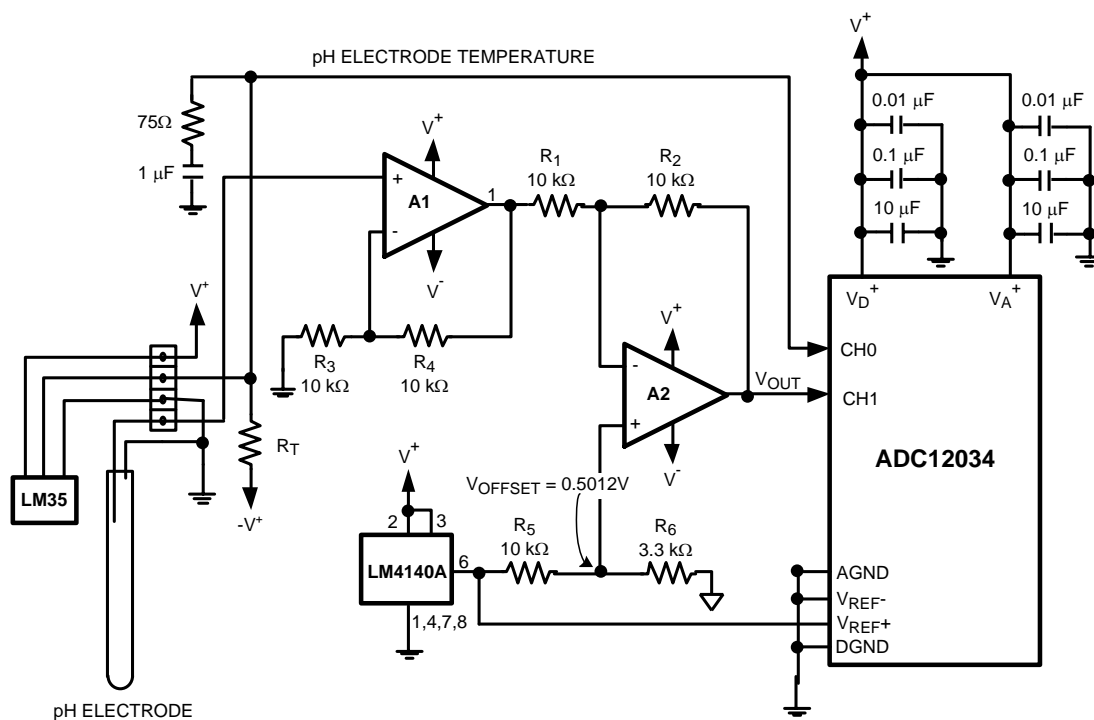 pH ELECTRODE TEMPERATURE
75Ω
1 µF
V+
A1
+
-
1
V-
R1
10 kΩ
R2
10 kΩ
R3
10 kΩ
R4
10 kΩ
V+
LM35
RT
-V+
pH ELECTRODE
V+
A2
-
+
V-
VOUT
VOFFSET = 0.5012V
V+
2
3
LM4140A
6
1,4,7,8
R5
10 kΩ
R6
3.3 kΩ
V+
0.01 µF
0.1 µF
10 µF
0.01 µF
0.1 µF
10 µF
VD+
VA+
CH0
CH1
ADC12034
AGND
VREF-
VREF+
DGND